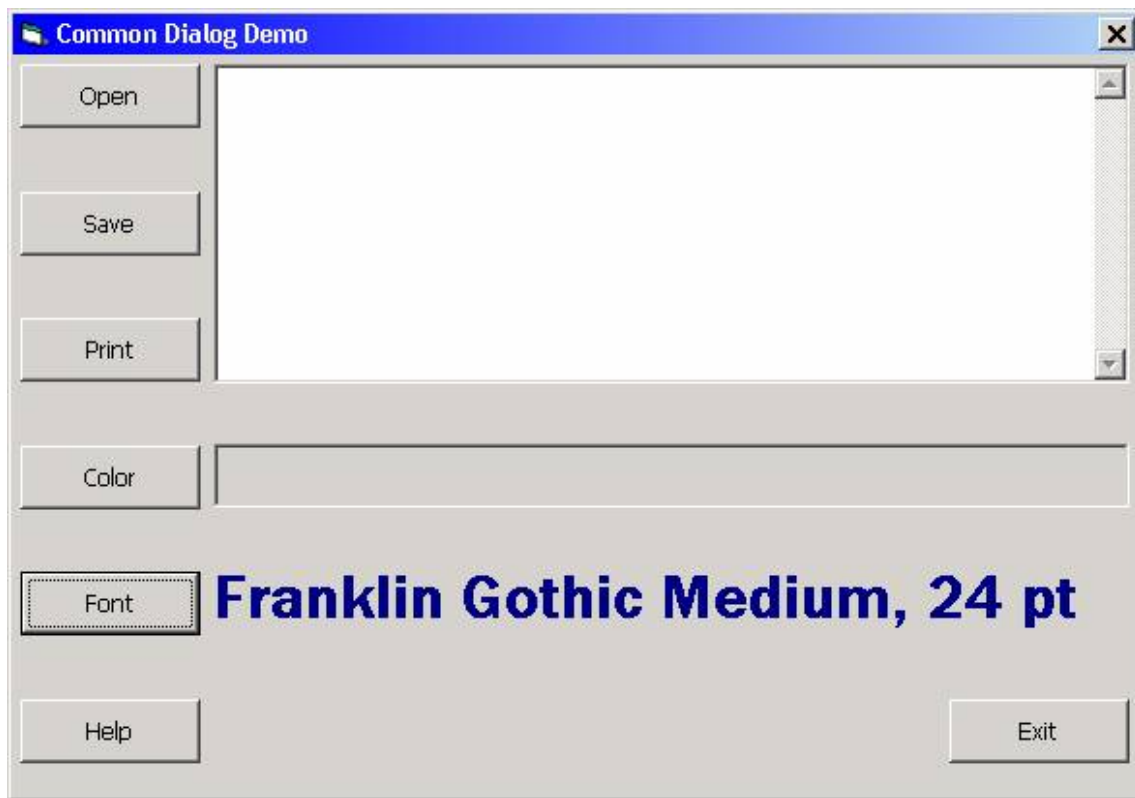 Common Dialog Demo
Open
Save
Print
Color
Font
Franklin Gothic Medium, 24 pt
Help
Exit